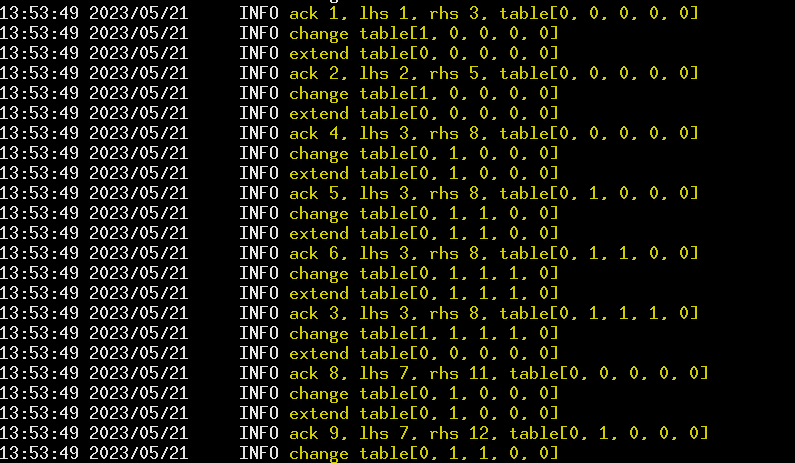 13:53:49 2023/05/21     INFO ack 1, lhs 1, rhs 3, table[0, 0, 0, 0, 0]
13:53:49 2023/05/21     INFO change table[1, 0, 0, 0, 0]
13:53:49 2023/05/21     INFO extend table[0, 0, 0, 0, 0]
13:53:49 2023/05/21     INFO ack 2, lhs 2, rhs 5, table[0, 0, 0, 0, 0]
13:53:49 2023/05/21     INFO change table[1, 0, 0, 0, 0]
13:53:49 2023/05/21     INFO extend table[0, 0, 0, 0, 0]
13:53:49 2023/05/21     INFO ack 4, lhs 3, rhs 8, table[0, 0, 0, 0, 0]
13:53:49 2023/05/21     INFO change table[0, 1, 0, 0, 0]
13:53:49 2023/05/21     INFO extend table[0, 1, 0, 0, 0]
13:53:49 2023/05/21     INFO ack 5, lhs 3, rhs 8, table[0, 1, 0, 0, 0]
13:53:49 2023/05/21     INFO change table[0, 1, 1, 0, 0]
13:53:49 2023/05/21     INFO extend table[0, 1, 1, 0, 0]
13:53:49 2023/05/21     INFO ack 6, lhs 3, rhs 8, table[0, 1, 1, 0, 0]
13:53:49 2023/05/21     INFO change table[0, 1, 1, 1, 0]
13:53:49 2023/05/21     INFO extend table[0, 1, 1, 1, 0]
13:53:49 2023/05/21     INFO ack 3, lhs 3, rhs 8, table[0, 1, 1, 1, 0]
13:53:49 2023/05/21     INFO change table[1, 1, 1, 1, 0]
13:53:49 2023/05/21     INFO extend table[0, 0, 0, 0, 0]
13:53:49 2023/05/21     INFO ack 8, lhs 7, rhs 11, table[0, 0, 0, 0, 0]
13:53:49 2023/05/21     INFO change table[0, 1, 0, 0, 0]
13:53:49 2023/05/21     INFO extend table[0, 1, 0, 0, 0]
13:53:49 2023/05/21     INFO ack 9, lhs 7, rhs 12, table[0, 1, 0, 0, 0]
13:53:49 2023/05/21     INFO change table[0, 1, 1, 0, 0]